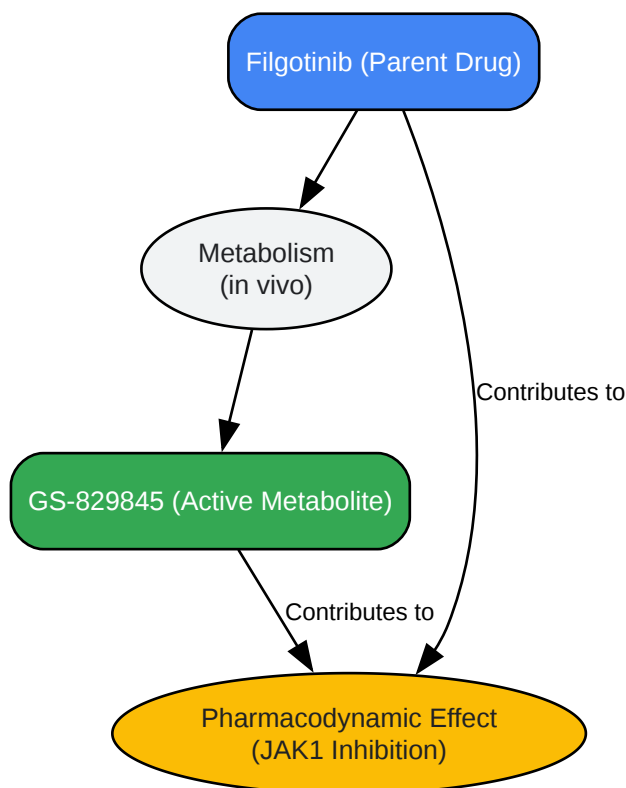 Filgotinib (Parent Drug)
Metabolism
(in vivo)
Contributes to
GS-829845 (Active Metabolite)
Contributes to
Pharmacodynamic Effect
(JAK1 Inhibition)